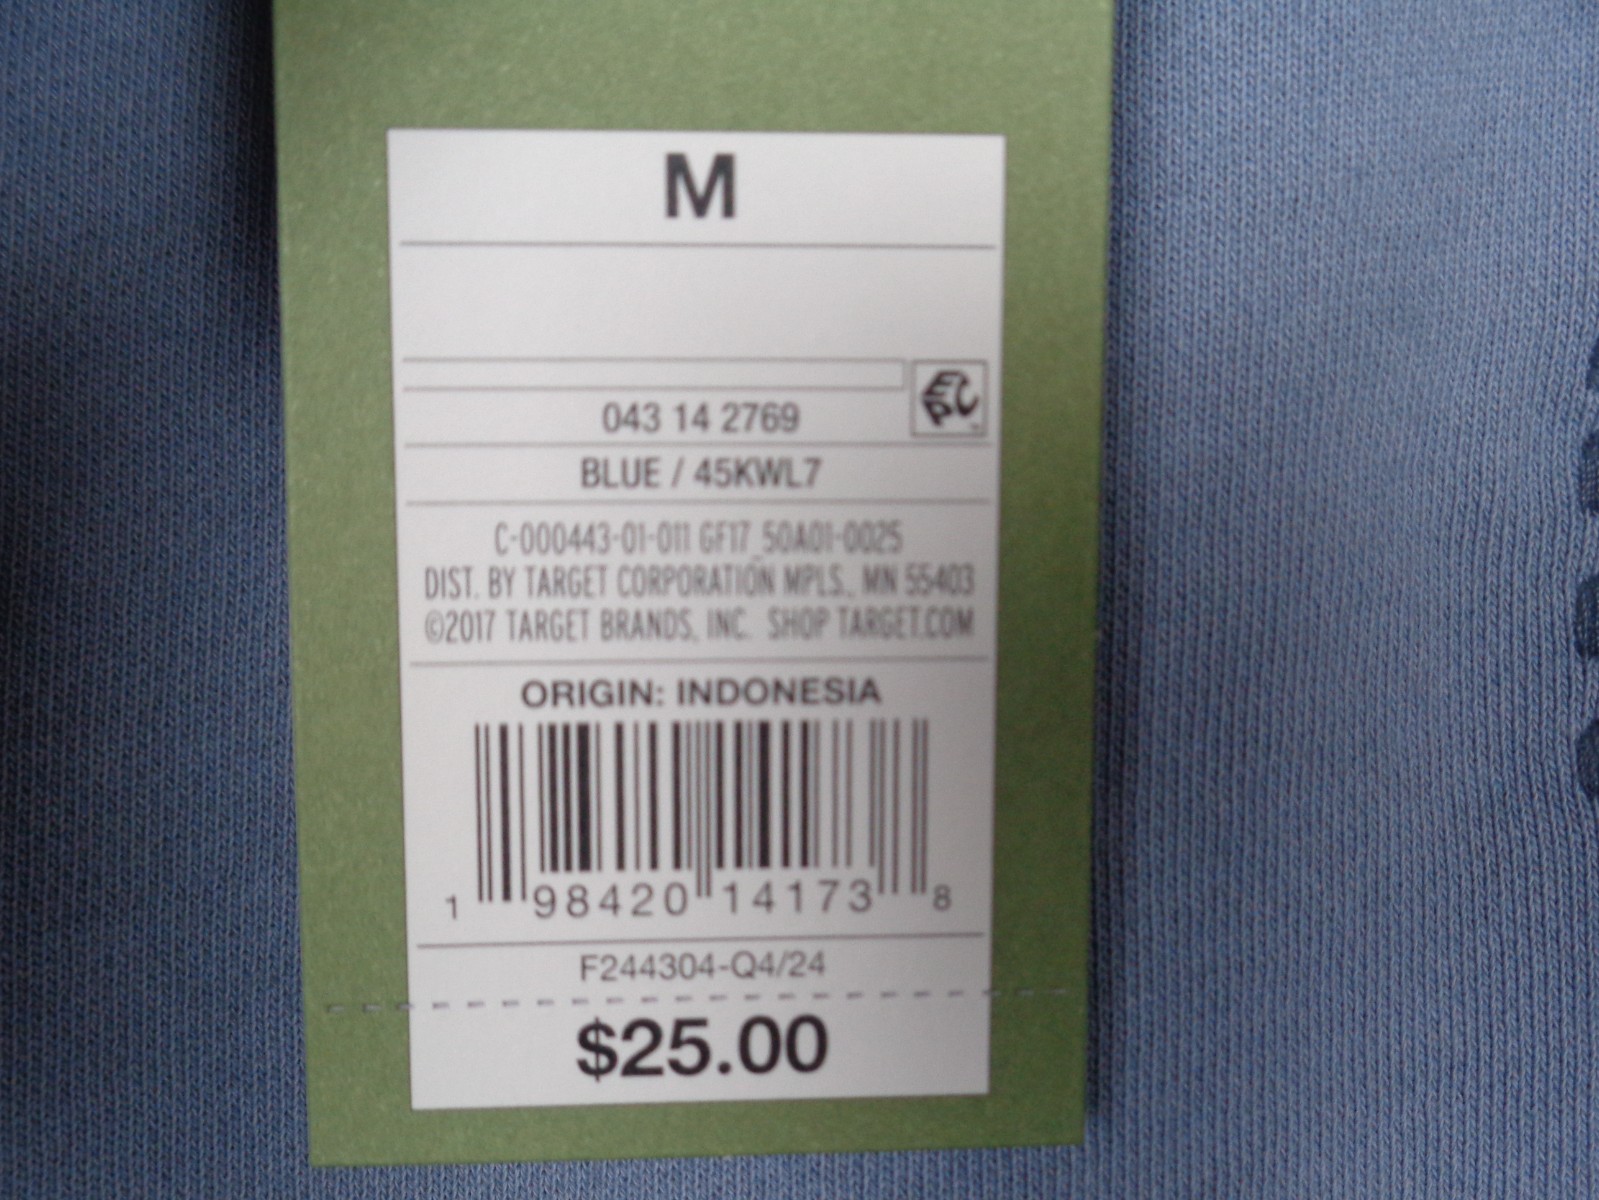 M
043 14 2769
EPC
BLUE / 45KWL7
C-000443-01-011 GF17_50A01-0025
DIST. BY TARGET CORPORATION MPLS., MN 55403
©2017 TARGET BRANDS, INC. SHOP TARGET.COM
ORIGIN: INDONESIA
1 98420 14173 8
F244304-Q4/24
$25.00